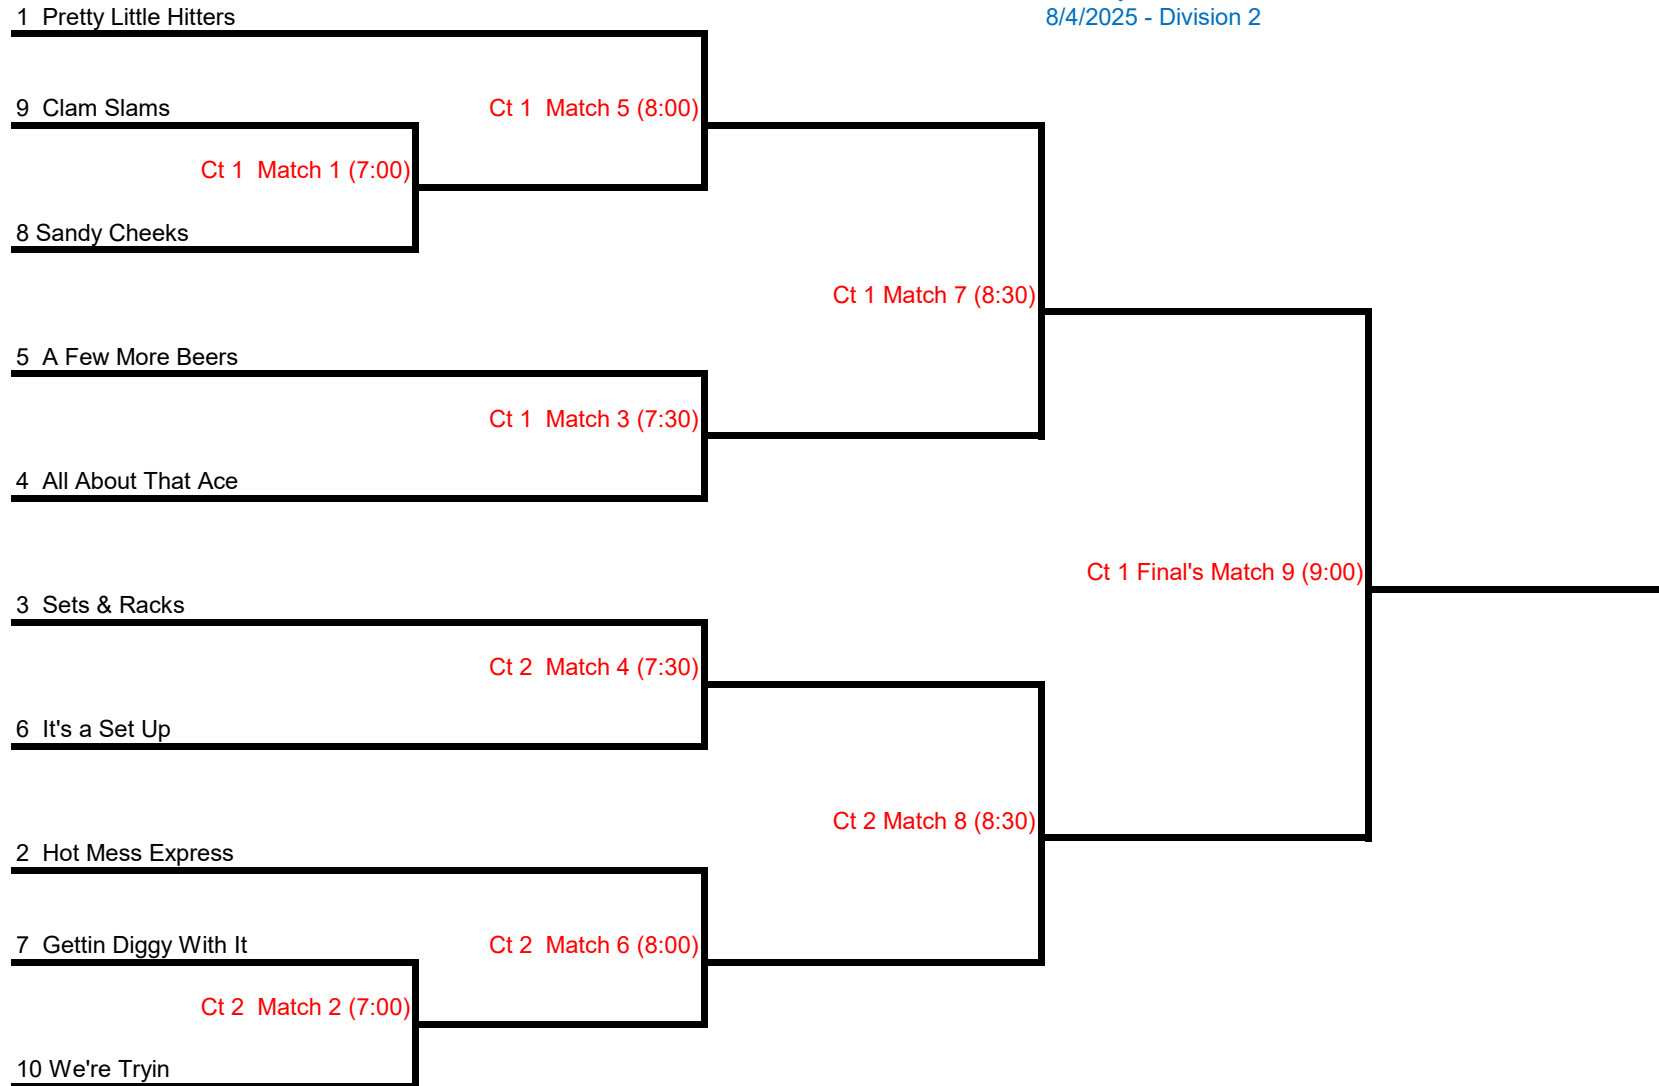 1  Pretty Little Hitters
8/4/2025 - Division 2
9  Clam Slams
Ct 1  Match 5 (8:00)
Ct 1  Match 1 (7:00)
8 Sandy Cheeks
Ct 1 Match 7 (8:30)
5  A Few More Beers
Ct 1  Match 3 (7:30)
4  All About That Ace
Ct 1 Final's Match 9 (9:00)
3  Sets & Racks
Ct 2  Match 4 (7:30)
6  It's a Set Up
Ct 2 Match 8 (8:30)
2  Hot Mess Express
7  Gettin Diggy With It
Ct 2  Match 6 (8:00)
Ct 2  Match 2 (7:00)
10 We're Tryin